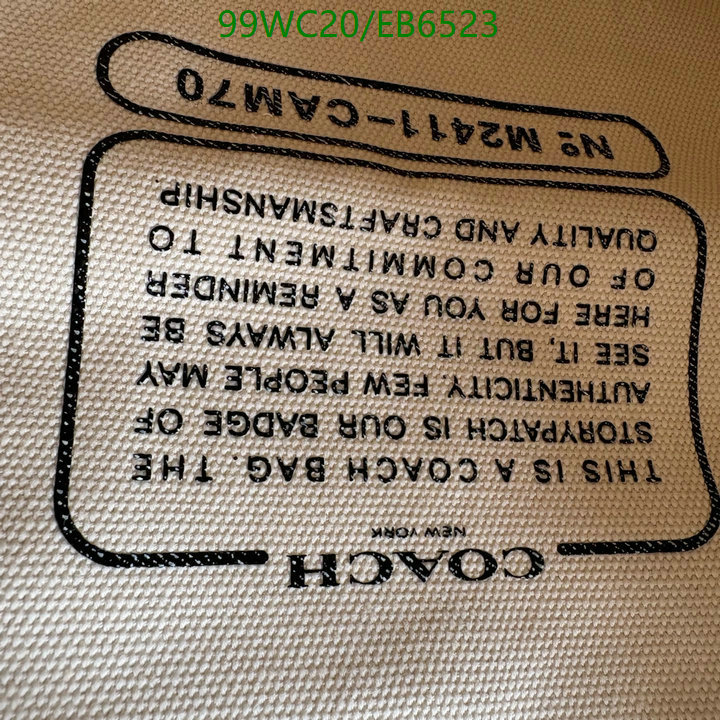 99WC20/EB6523
COACH
NEW YORK
THIS IS A COACH BAG. THE
STORYPATCH IS OUR BADGE OF
AUTHENTICITY. FEW PEOPLE MAY
SEE IT, BUT IT WILL ALWAYS BE
HERE FOR YOU AS A REMINDER
OF OUR COMMITMENT TO
QUALITY AND CRAFTSMANSHIP
Nº M2411-CAM70